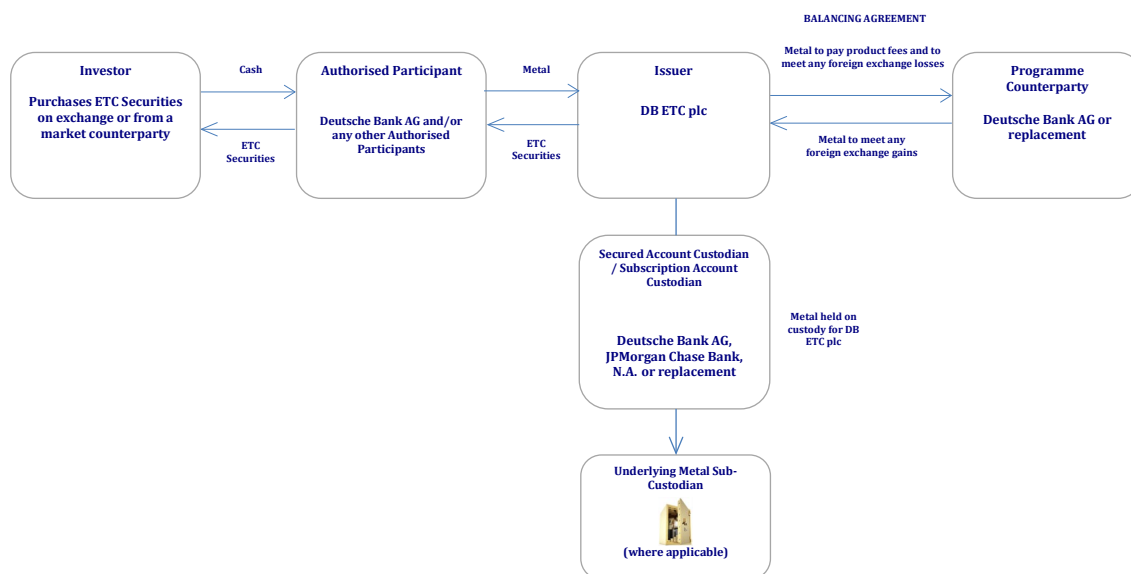 BALANCING AGREEMENT
Investor
Purchases ETC Securities
on exchange or from a
market counterparty
Cash
ETC
Securities
Authorised Participant
Deutsche Bank AG and/or
any other Authorised
Participants
Metal
ETC
Securities
Issuer
DB ETC plc
Metal to pay product fees and to
meet any foreign exchange losses
Metal to meet any
foreign exchange gains
Programme
Counterparty
Deutsche Bank AG or
replacement
Secured Account Custodian
/ Subscription Account
Custodian
Deutsche Bank AG,
JPMorgan Chase Bank,
N.A. or replacement
Metal held on
custody for DB
ETC plc
Underlying Metal Sub-
Custodian
(where applicable)